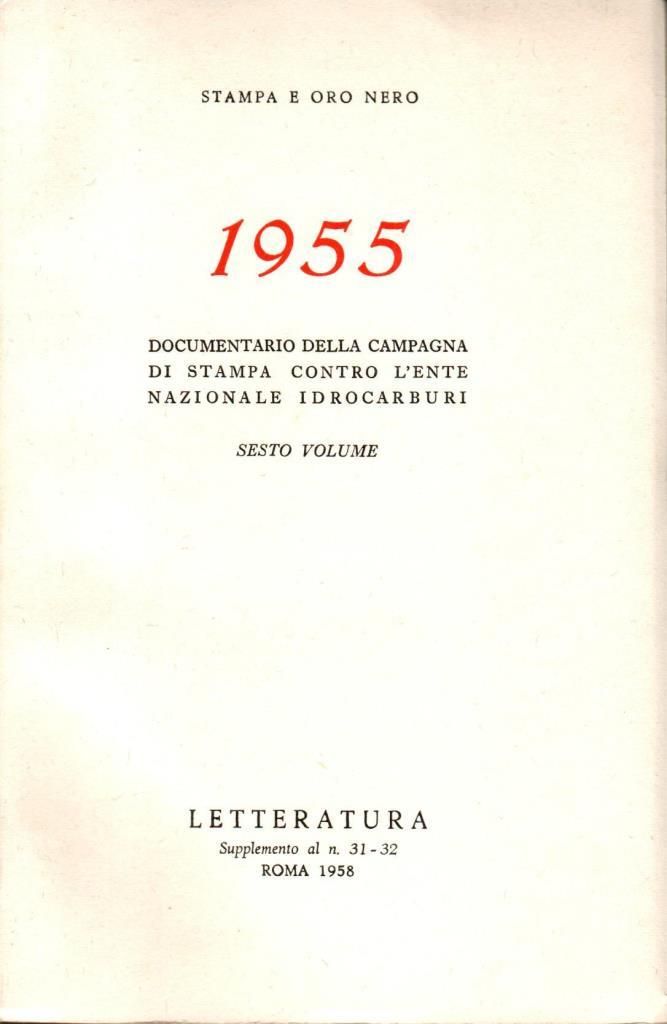 STAMPA E ORO NERO
1955
DOCUMENTARIO DELLA CAMPAGNA
DI STAMPA CONTRO L'ENTE
NAZIONALE IDROCARBURI
SESTO VOLUME
LETTERATURA
Supplemento al n. 31-32
ROMA 1958